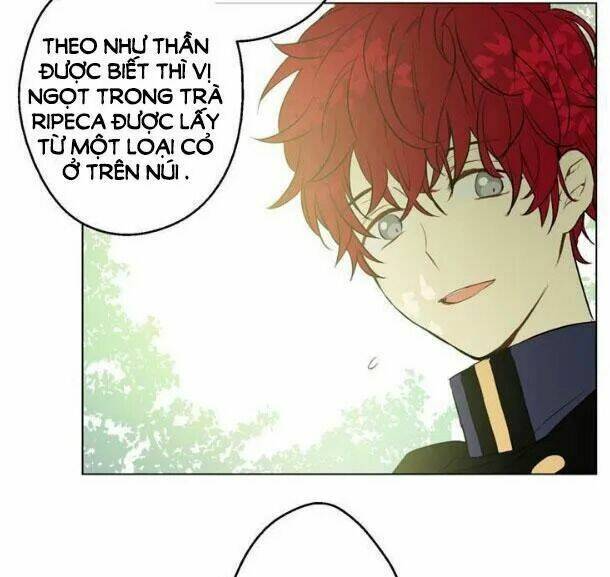 THEO NHƯ THẦN
ĐƯỢC BIẾT THÌ VỊ
NGỌT TRONG TRÀ
RIPECA ĐƯỢC LẤY
TỪ MỘT LOẠI CỎ
Ở TRÊN NÚI .